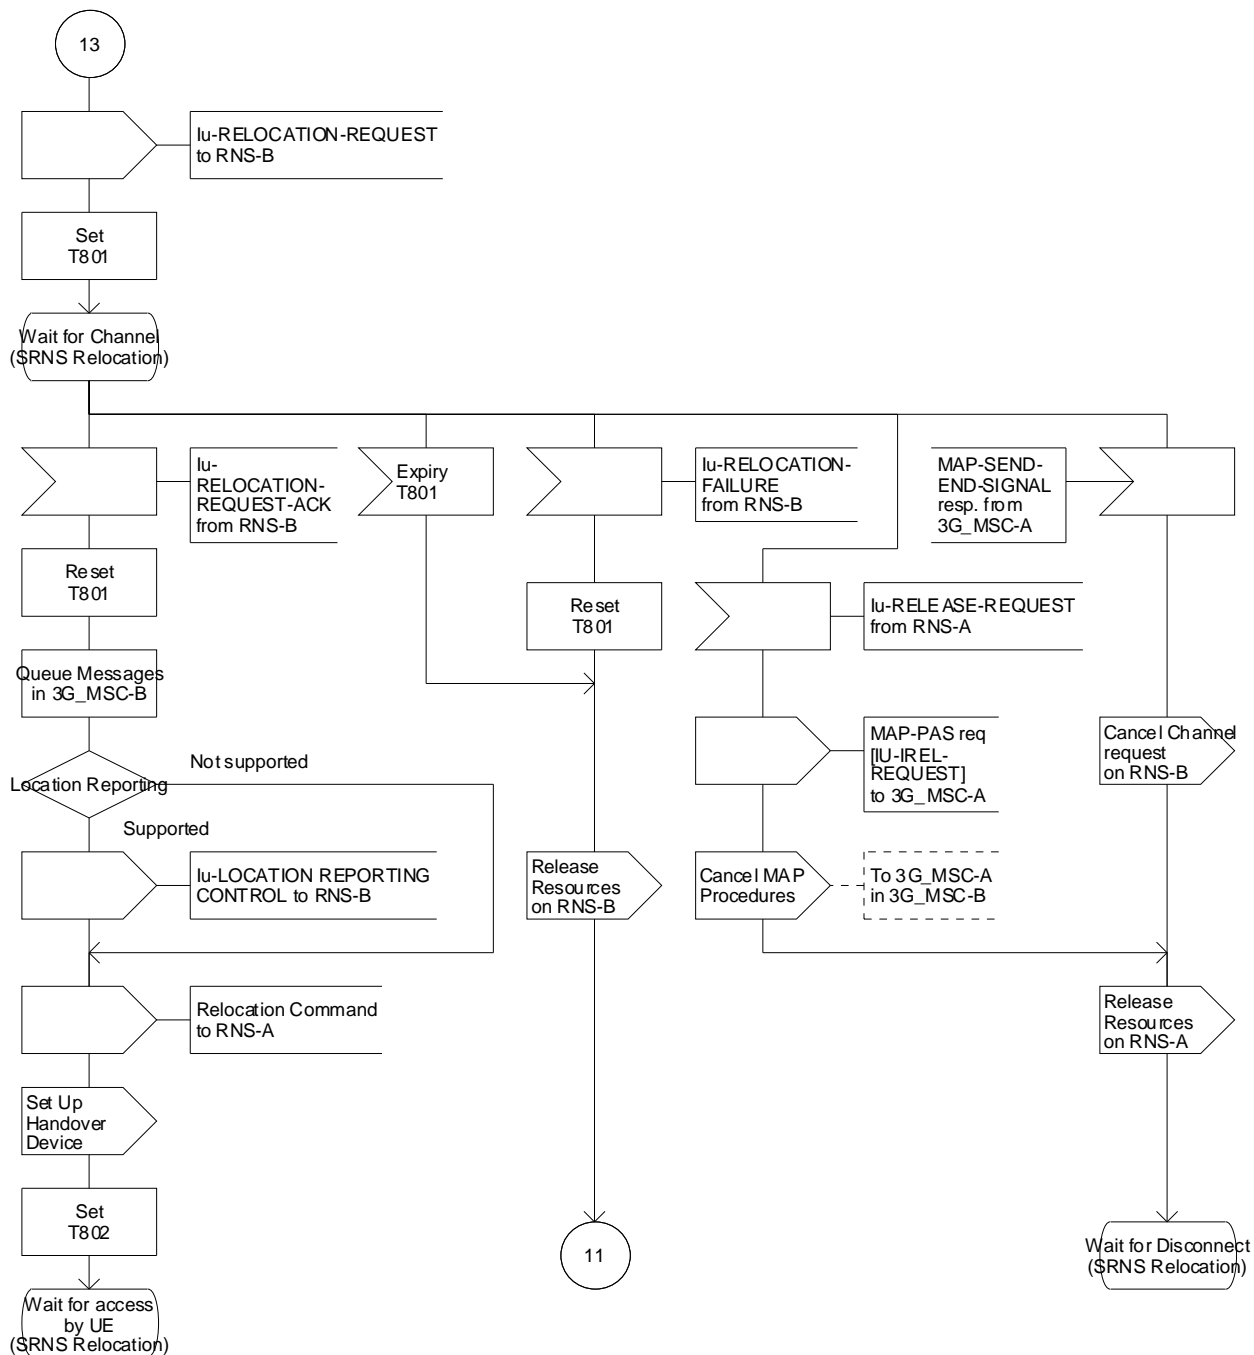 13
Iu-RELOCATION-REQUEST
to RNS-B
Set
T801
Wait for Channel
(SRNS Relocation)
Iu-
RELOCATION-
REQUEST-ACK
from RNS-B
Expiry
T801
Iu-RELOCATION-
FAILURE
from RNS-B
MAP-SEND-
END-SIGNAL
resp. from
3G_MSC-A
Reset
T801
Reset
T801
Iu-RELEASE-REQUEST
from RNS-A
Queue Messages
in 3G_MSC-B
MAP-PAS req
[IU-IREL-
REQUEST]
to 3G_MSC-A
Cancel Channel
request
on RNS-B
Location Reporting
Not supported
Supported
Iu-LOCATION REPORTING
CONTROL to RNS-B
Release
Resources
on RNS-B
Cancel MAP
Procedures
To 3G_MSC-A
in 3G_MSC-B
Relocation Command
to RNS-A
Release
Resources
on RNS-A
Set Up
Handover
Device
Set
T802
11
Wait for Disconnect
(SRNS Relocation)
Wait for access
by UE
(SRNS Relocation)